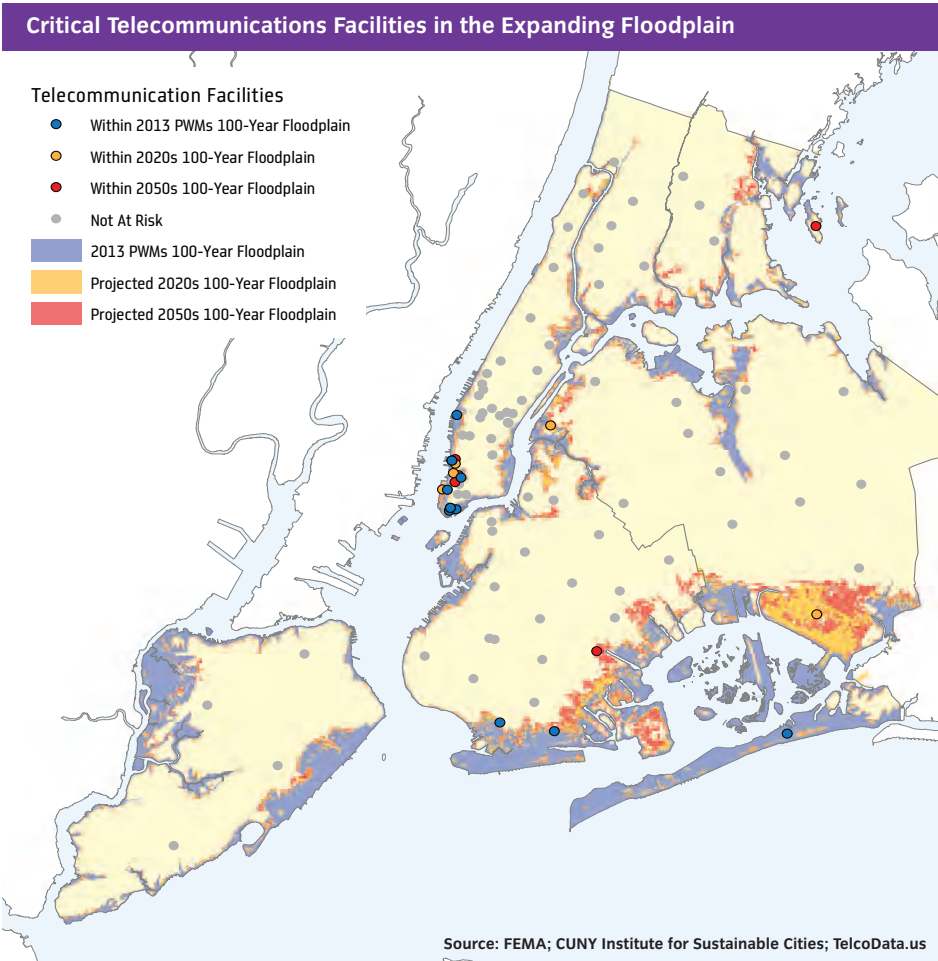 Critical Telecommunications Facilities in the Expanding Floodplain
Telecommunication Facilities
Within 2013 PWMs 100-Year Floodplain
Within 2020s 100-Year Floodplain
Within 2050s 100-Year Floodplain
Not At Risk
2013 PWMs 100-Year Floodplain
Projected 2020s 100-Year Floodplain
Projected 2050s 100-Year Floodplain
Source: FEMA; CUNY Institute for Sustainable Cities; TelcoData.us